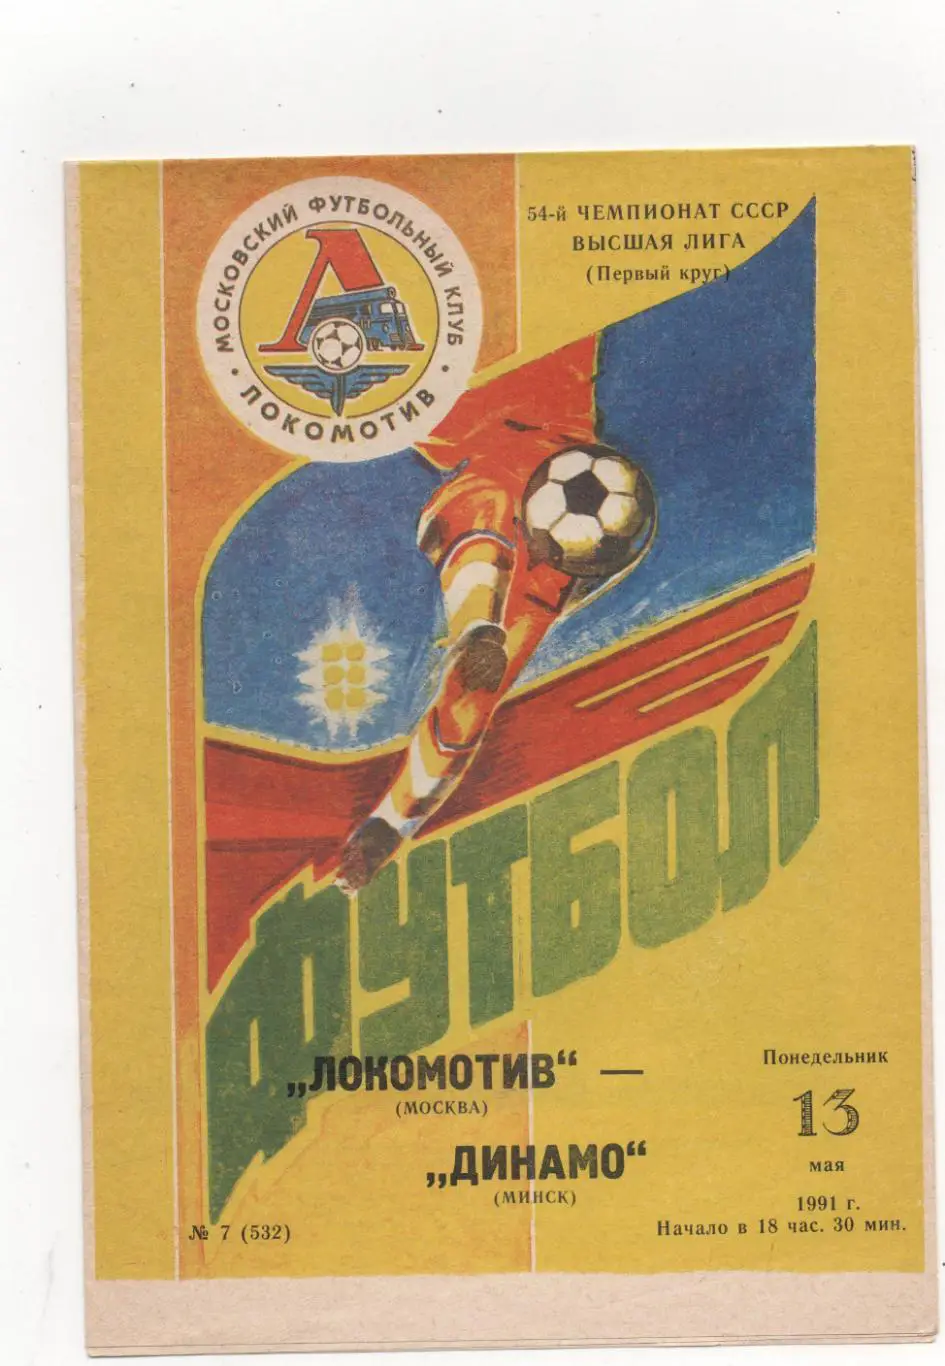 МОСКОВСКИЙ ФУТБОЛЬНЫЙ КЛУБ
• ЛОКОМОТИВ •
Л
54-й ЧЕМПИОНАТ СССР
ВЫСШАЯ ЛИГА
(Первый круг)
ФУТБОЛ
„ЛОКОМОТИВ“ —
(МОСКВА)
„ДИНАМО“
(МИНСК)
Понедельник
13
мая
1991 г.
Начало в 18 час. 30 мин.
№ 7 (532)